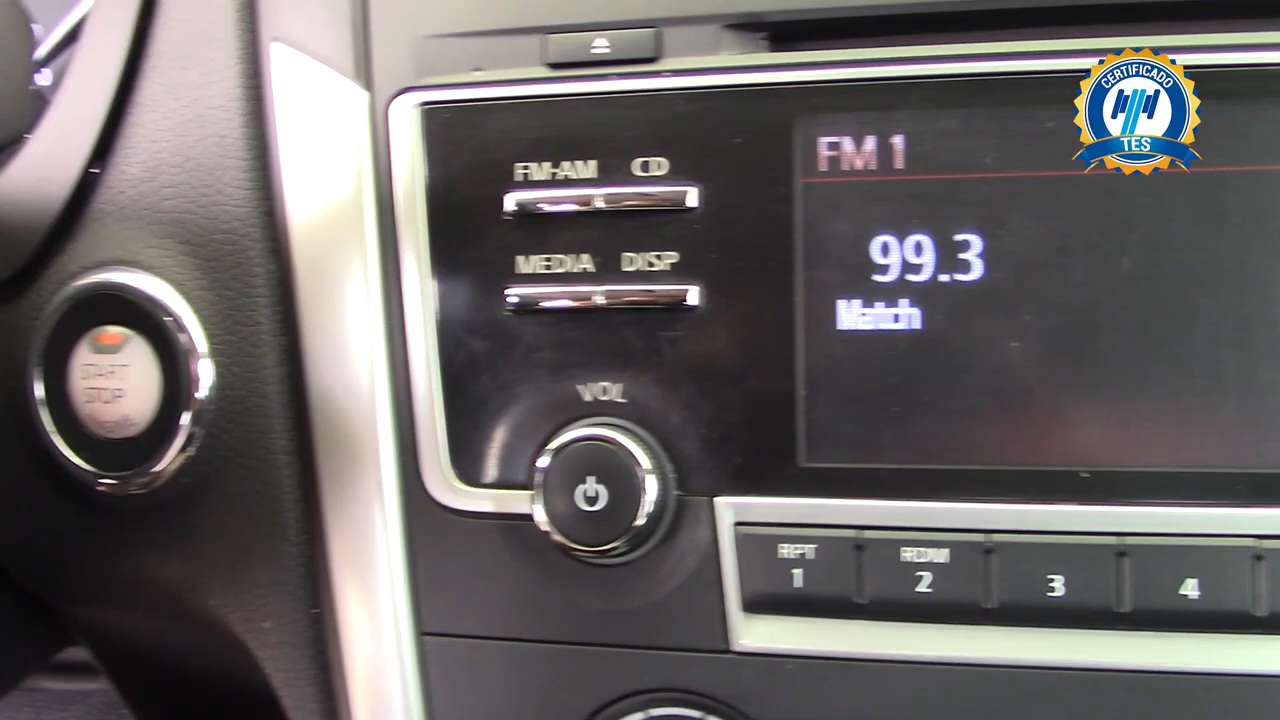 CERTIFICADO
TES
FM 1
FM-AM CD
99.3
MEDIA DISP
Match
START
STOP
VOL
RPT
1
RDM
2
3
4